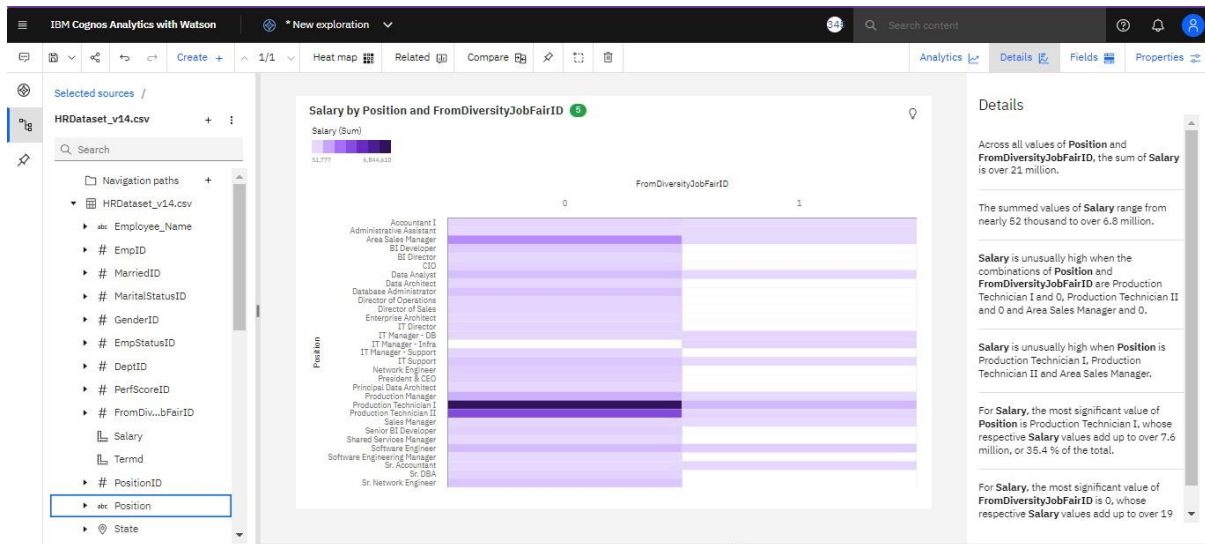 IBM Cognos Analytics with Watson
* New exploration
Search content
Create +
1/1
Heat map
Related
Compare
Analytics
Details
Fields
Properties
Selected sources /
HRDataset_v14.csv
Search
Navigation paths
HRDataset_v14.csv
abc Employee_Name
# EmpID
# MarriedID
# MaritalStatusID
# GenderID
# EmpStatusID
# DeptID
# PerfScoreID
# FromDiv...bFairID
Salary
Termd
# PositionID
abc Position
State
Salary by Position and FromDiversityJobFairID 5
Salary (Sum)
51,777 6,844,610
FromDiversityJobFairID
0 1
Position
Accountant I
Administrative Assistant
Area Sales Manager
BI Developer
BI Director
CIO
Data Analyst
Data Architect
Database Administrator
Director of Operations
Director of Sales
Enterprise Architect
IT Director
IT Manager - DB
IT Manager - Infra
IT Manager - Support
IT Support
Network Engineer
President & CEO
Principal Data Architect
Production Manager
Production Technician I
Production Technician II
Sales Manager
Senior BI Developer
Shared Services Manager
Software Engineer
Software Engineering Manager
Sr. Accountant
Sr. DBA
Sr. Network Engineer
Details
Across all values of Position and
FromDiversityJobFairID, the sum of Salary
is over 21 million.
The summed values of Salary range from
nearly 52 thousand to over 6.8 million.
Salary is unusually high when the
combinations of Position and
FromDiversityJobFairID are Production
Technician I and 0, Production Technician II
and 0 and Area Sales Manager and 0.
Salary is unusually high when Position is
Production Technician I, Production
Technician II and Area Sales Manager.
For Salary, the most significant value of
Position is Production Technician I, whose
respective Salary values add up to over 7.6
million, or 35.4 % of the total.
For Salary, the most significant value of
FromDiversityJobFairID is 0, whose
respective Salary values add up to over 19